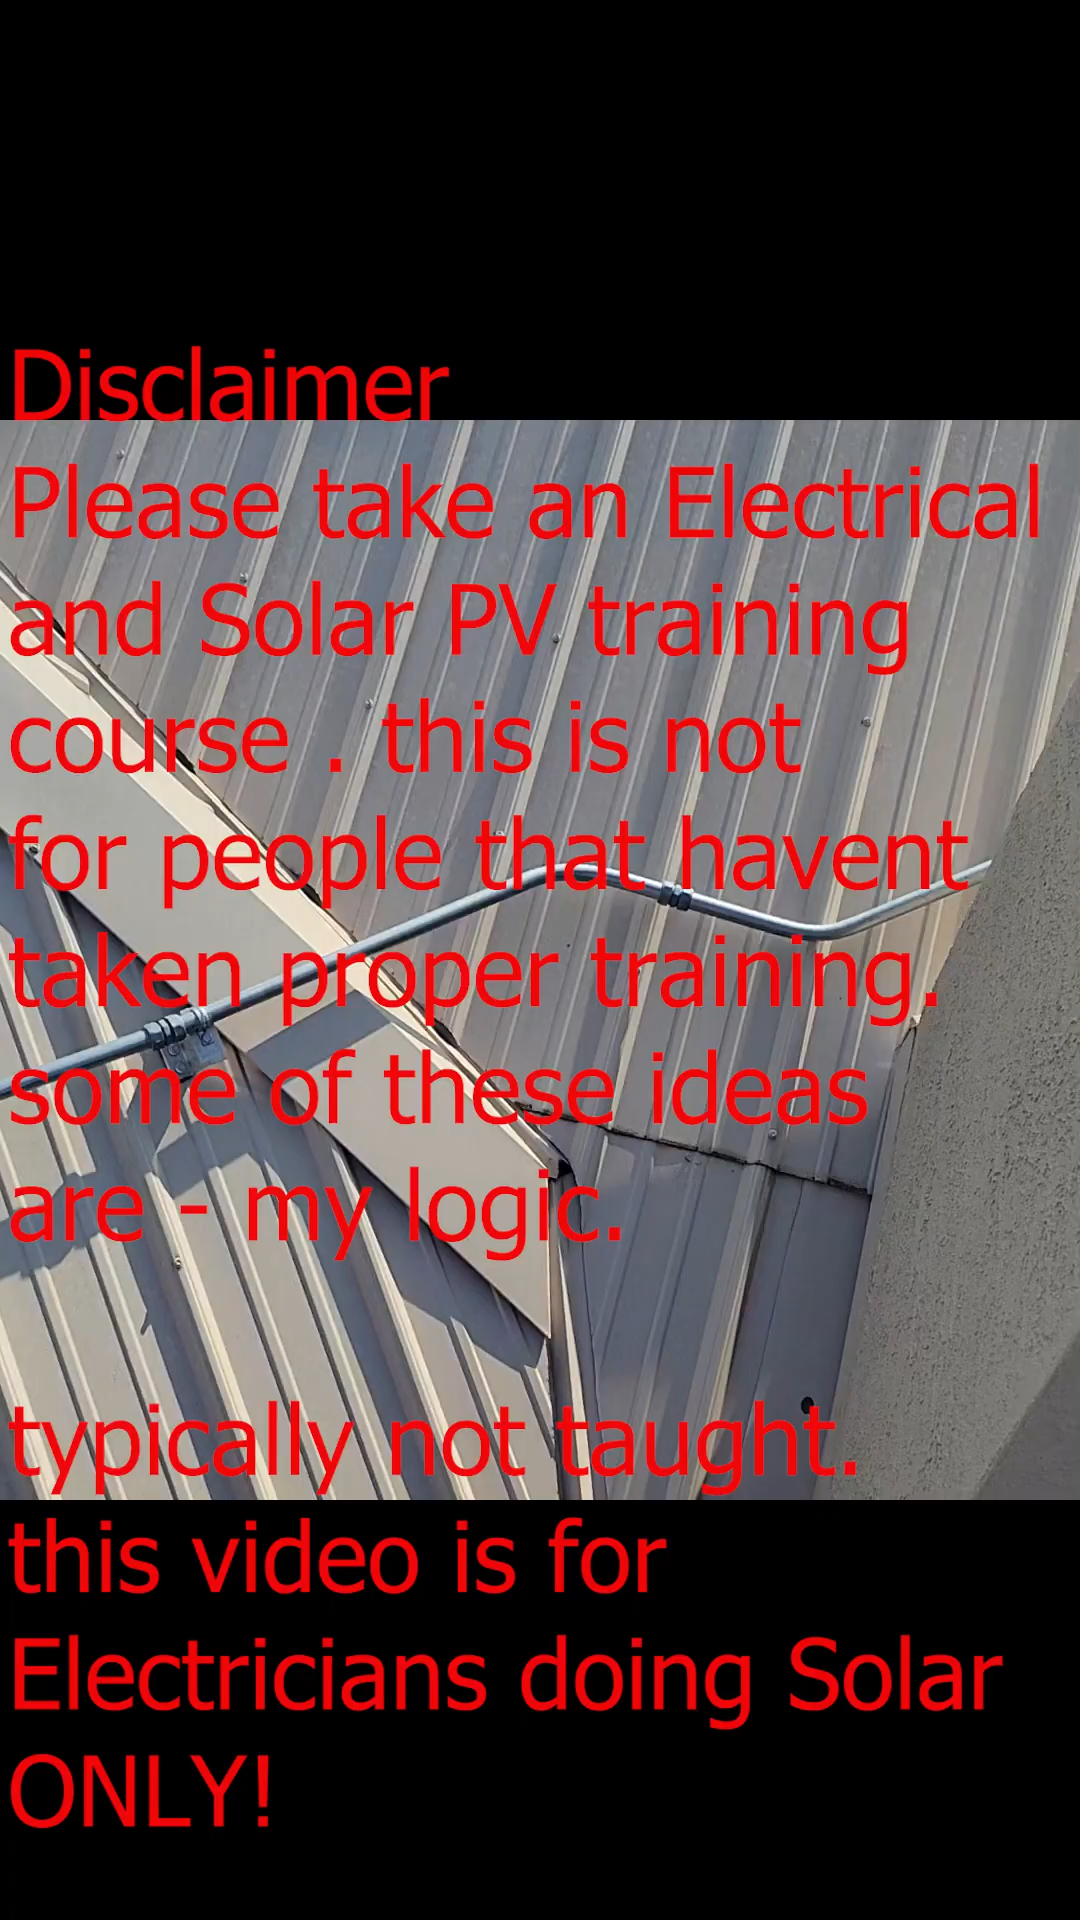 Disclaimer
Please take an Electrical
and Solar PV training
course . this is not
for people that havent
taken proper training.
some of these ideas
are - my logic.
typically not taught.
this video is for
Electricians doing Solar
ONLY!